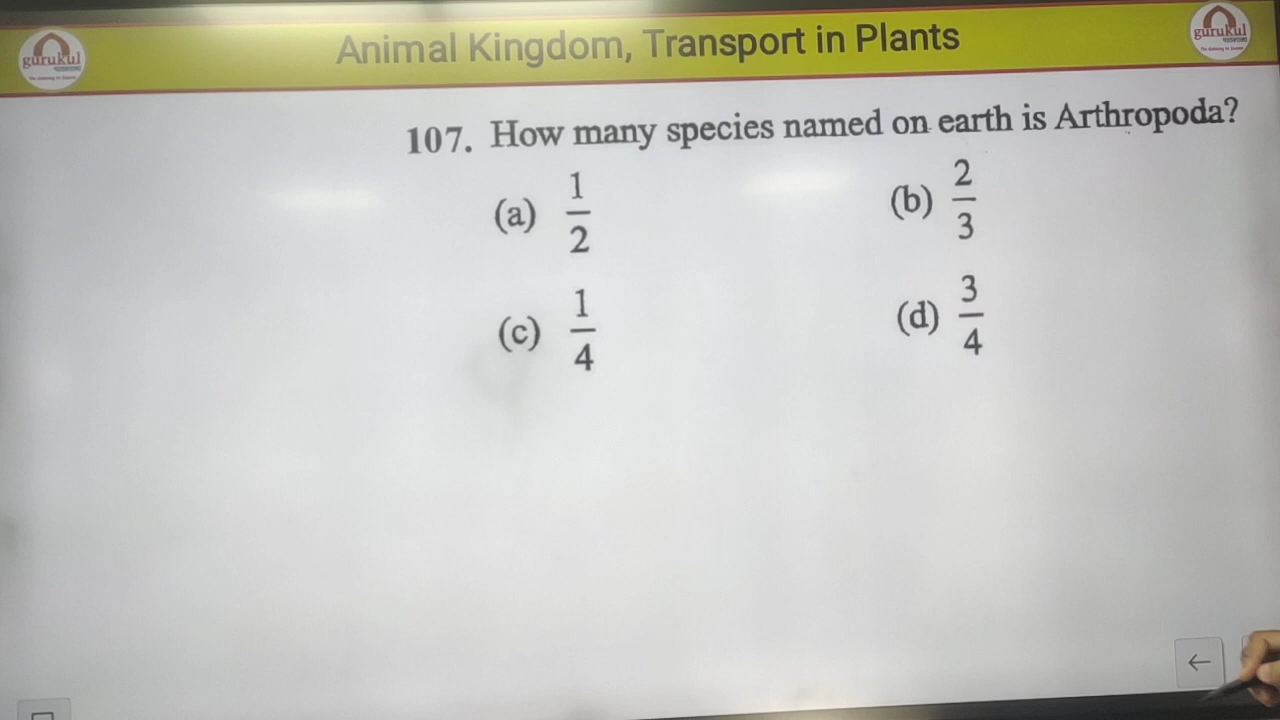 gurukul
Animal Kingdom, Transport in Plants
gurukul
107. How many species named on earth is Arthropoda?
(a) 1/2
(b) 2/3
(c) 1/4
(d) 3/4